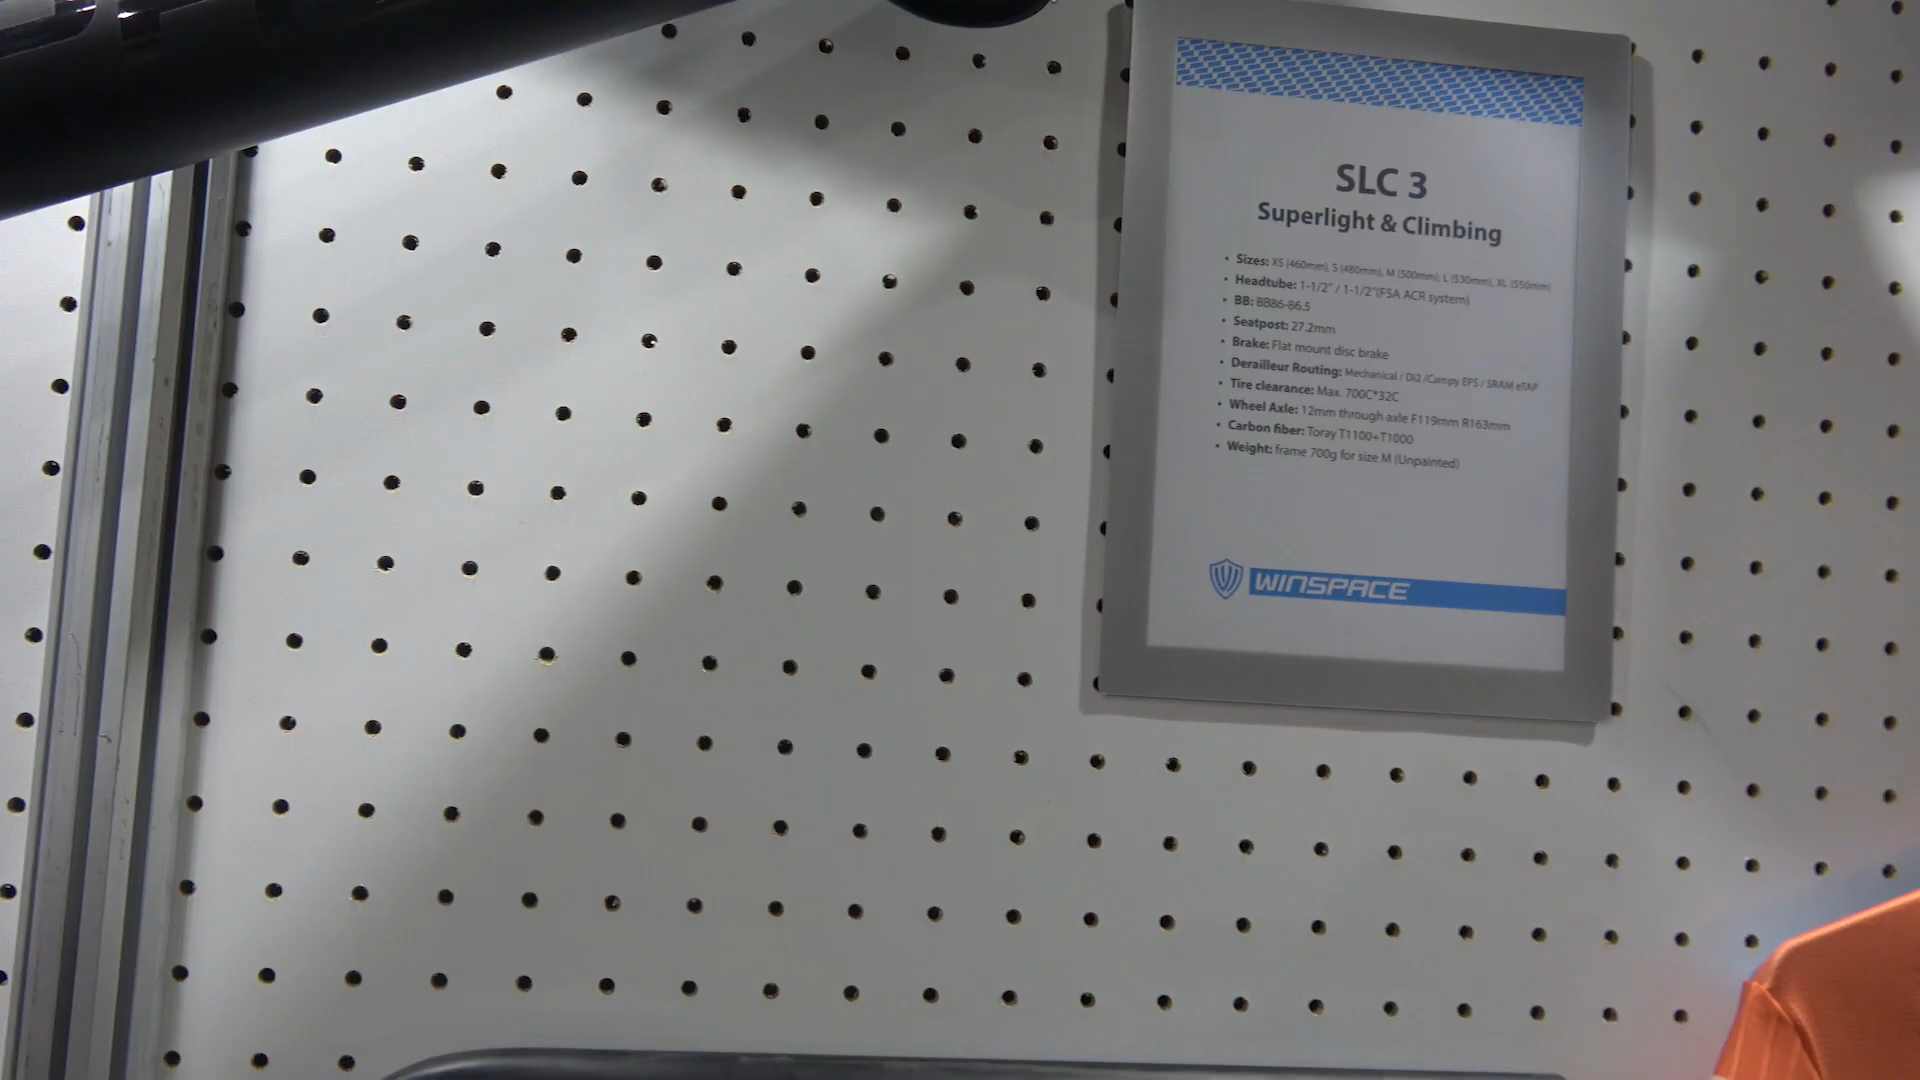 SLC 3
Superlight & Climbing
• Sizes: XS (460mm), S (480mm), M (500mm), L (530mm), XL (550mm)
• Headtube: 1-1/2" / 1-1/2"(FSA ACR system)
• BB: BB86-86.5
• Seatpost: 27.2mm
• Brake: Flat mount disc brake
• Derailleur Routing: Mechanical / Di2 /Campy EPS / SRAM eTAP
• Tire clearance: Max. 700C*32C
• Wheel Axle: 12mm through axle F119mm R163mm
• Carbon fiber: Toray T1100+T1000
• Weight: frame 700g for size M (Unpainted)
WINSPACE